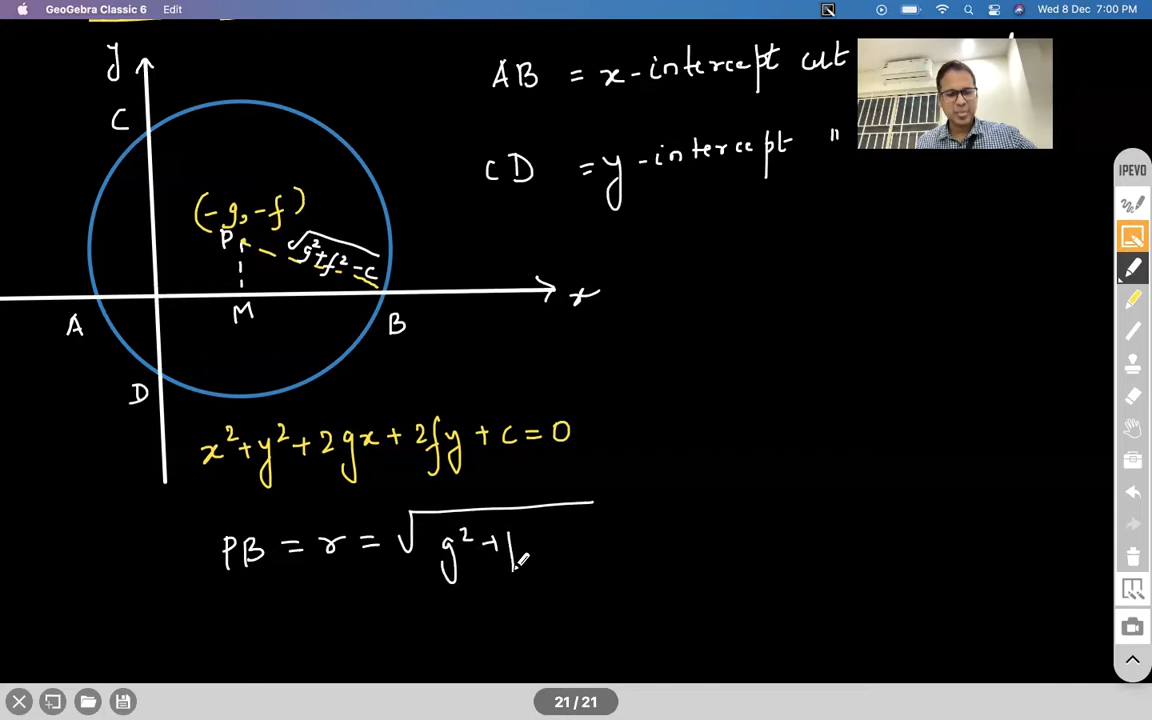 GeoGebra Classic 6 Edit Wed 8 Dec 7:00 PM
y
AB = x-intercept cut
C
CD = y-intercept "
IPEVO
(-g, -f)
P
√g²+f²-c
x
M
A
B
D
x²+y²+2gx+2fy+c=0
PB = r = √g²+
21 / 21